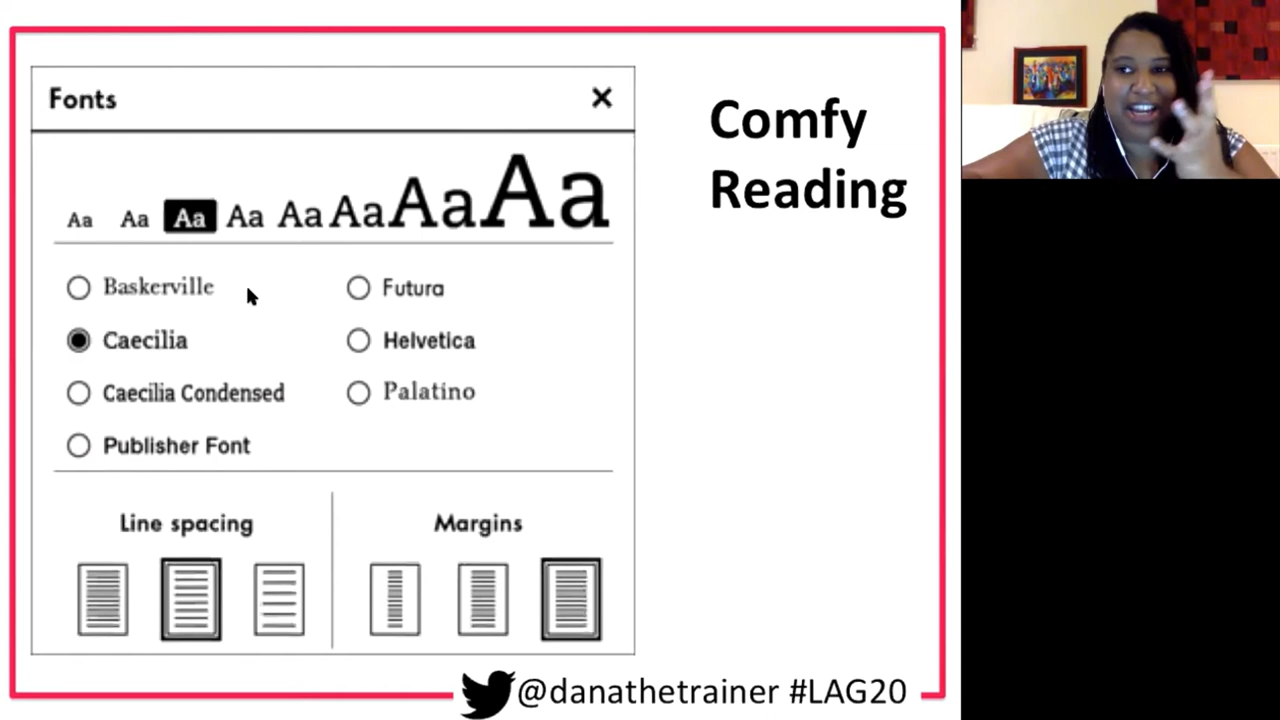 Fonts
Aa Aa Aa Aa Aa Aa Aa Aa
Baskerville
Futura
Caecilia
Helvetica
Caecilia Condensed
Palatino
Publisher Font
Line spacing
Margins
Comfy
Reading
@danathetrainer #LAG20